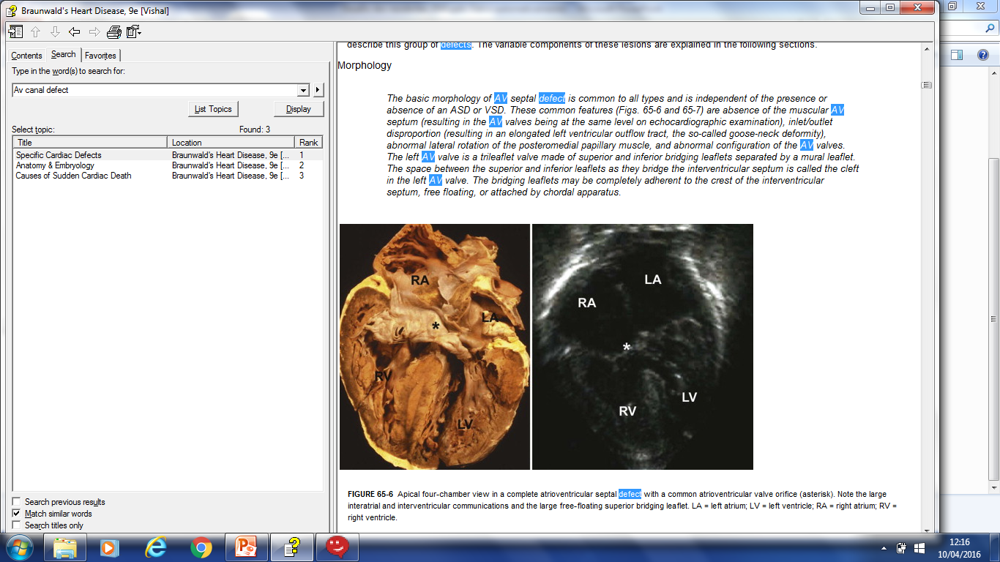 Braunwald's Heart Disease, 9e [Vishal]
Contents Search Favorites
Type in the word(s) to search for:
Av canal defect
List Topics Display
Select topic: Found: 3
Title Location Rank
Specific Cardiac Defects Braunwald's Heart Disease, 9e [... 1
Anatomy & Embryology Braunwald's Heart Disease, 9e [... 2
Causes of Sudden Cardiac Death Braunwald's Heart Disease, 9e [... 3
Search previous results
Match similar words
Search titles only
describe this group of defects. The variable components of these lesions are explained in the following sections.
Morphology
The basic morphology of AV septal defect is common to all types and is independent of the presence or
absence of an ASD or VSD. These common features (Figs. 65-6 and 65-7) are absence of the muscular AV
septum (resulting in the AV valves being at the same level on echocardiographic examination), inlet/outlet
disproportion (resulting in an elongated left ventricular outflow tract, the so-called goose-neck deformity),
abnormal lateral rotation of the posteromedial papillary muscle, and abnormal configuration of the AV valves.
The left AV valve is a trileaflet valve made of superior and inferior bridging leaflets separated by a mural leaflet.
The space between the superior and inferior leaflets as they bridge the interventricular septum is called the cleft
in the left AV valve. The bridging leaflets may be completely adherent to the crest of the interventricular
septum, free floating, or attached by chordal apparatus.
RA
LA
*
RV
LV
LA
RA
*
LV
RV
FIGURE 65-6 Apical four-chamber view in a complete atrioventricular septal defect with a common atrioventricular valve orifice (asterisk). Note the large
interatrial and interventricular communications and the large free-floating superior bridging leaflet. LA = left atrium; LV = left ventricle; RA = right atrium; RV =
right ventricle.
12:16
10/04/2016